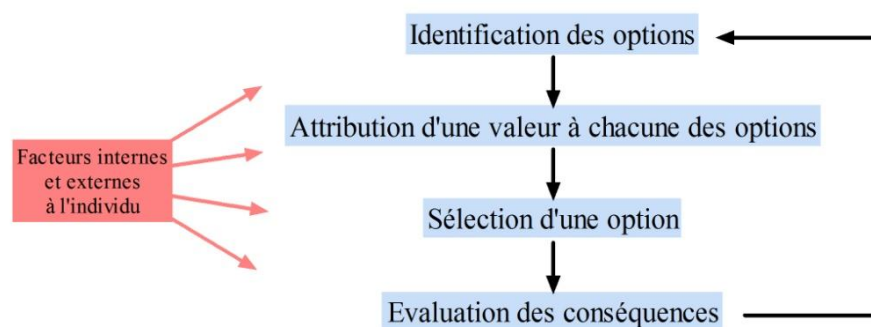 Identification des options
Attribution d'une valeur à chacune des options
Facteurs internes
et externes
à l'individu
Sélection d'une option
Evaluation des conséquences